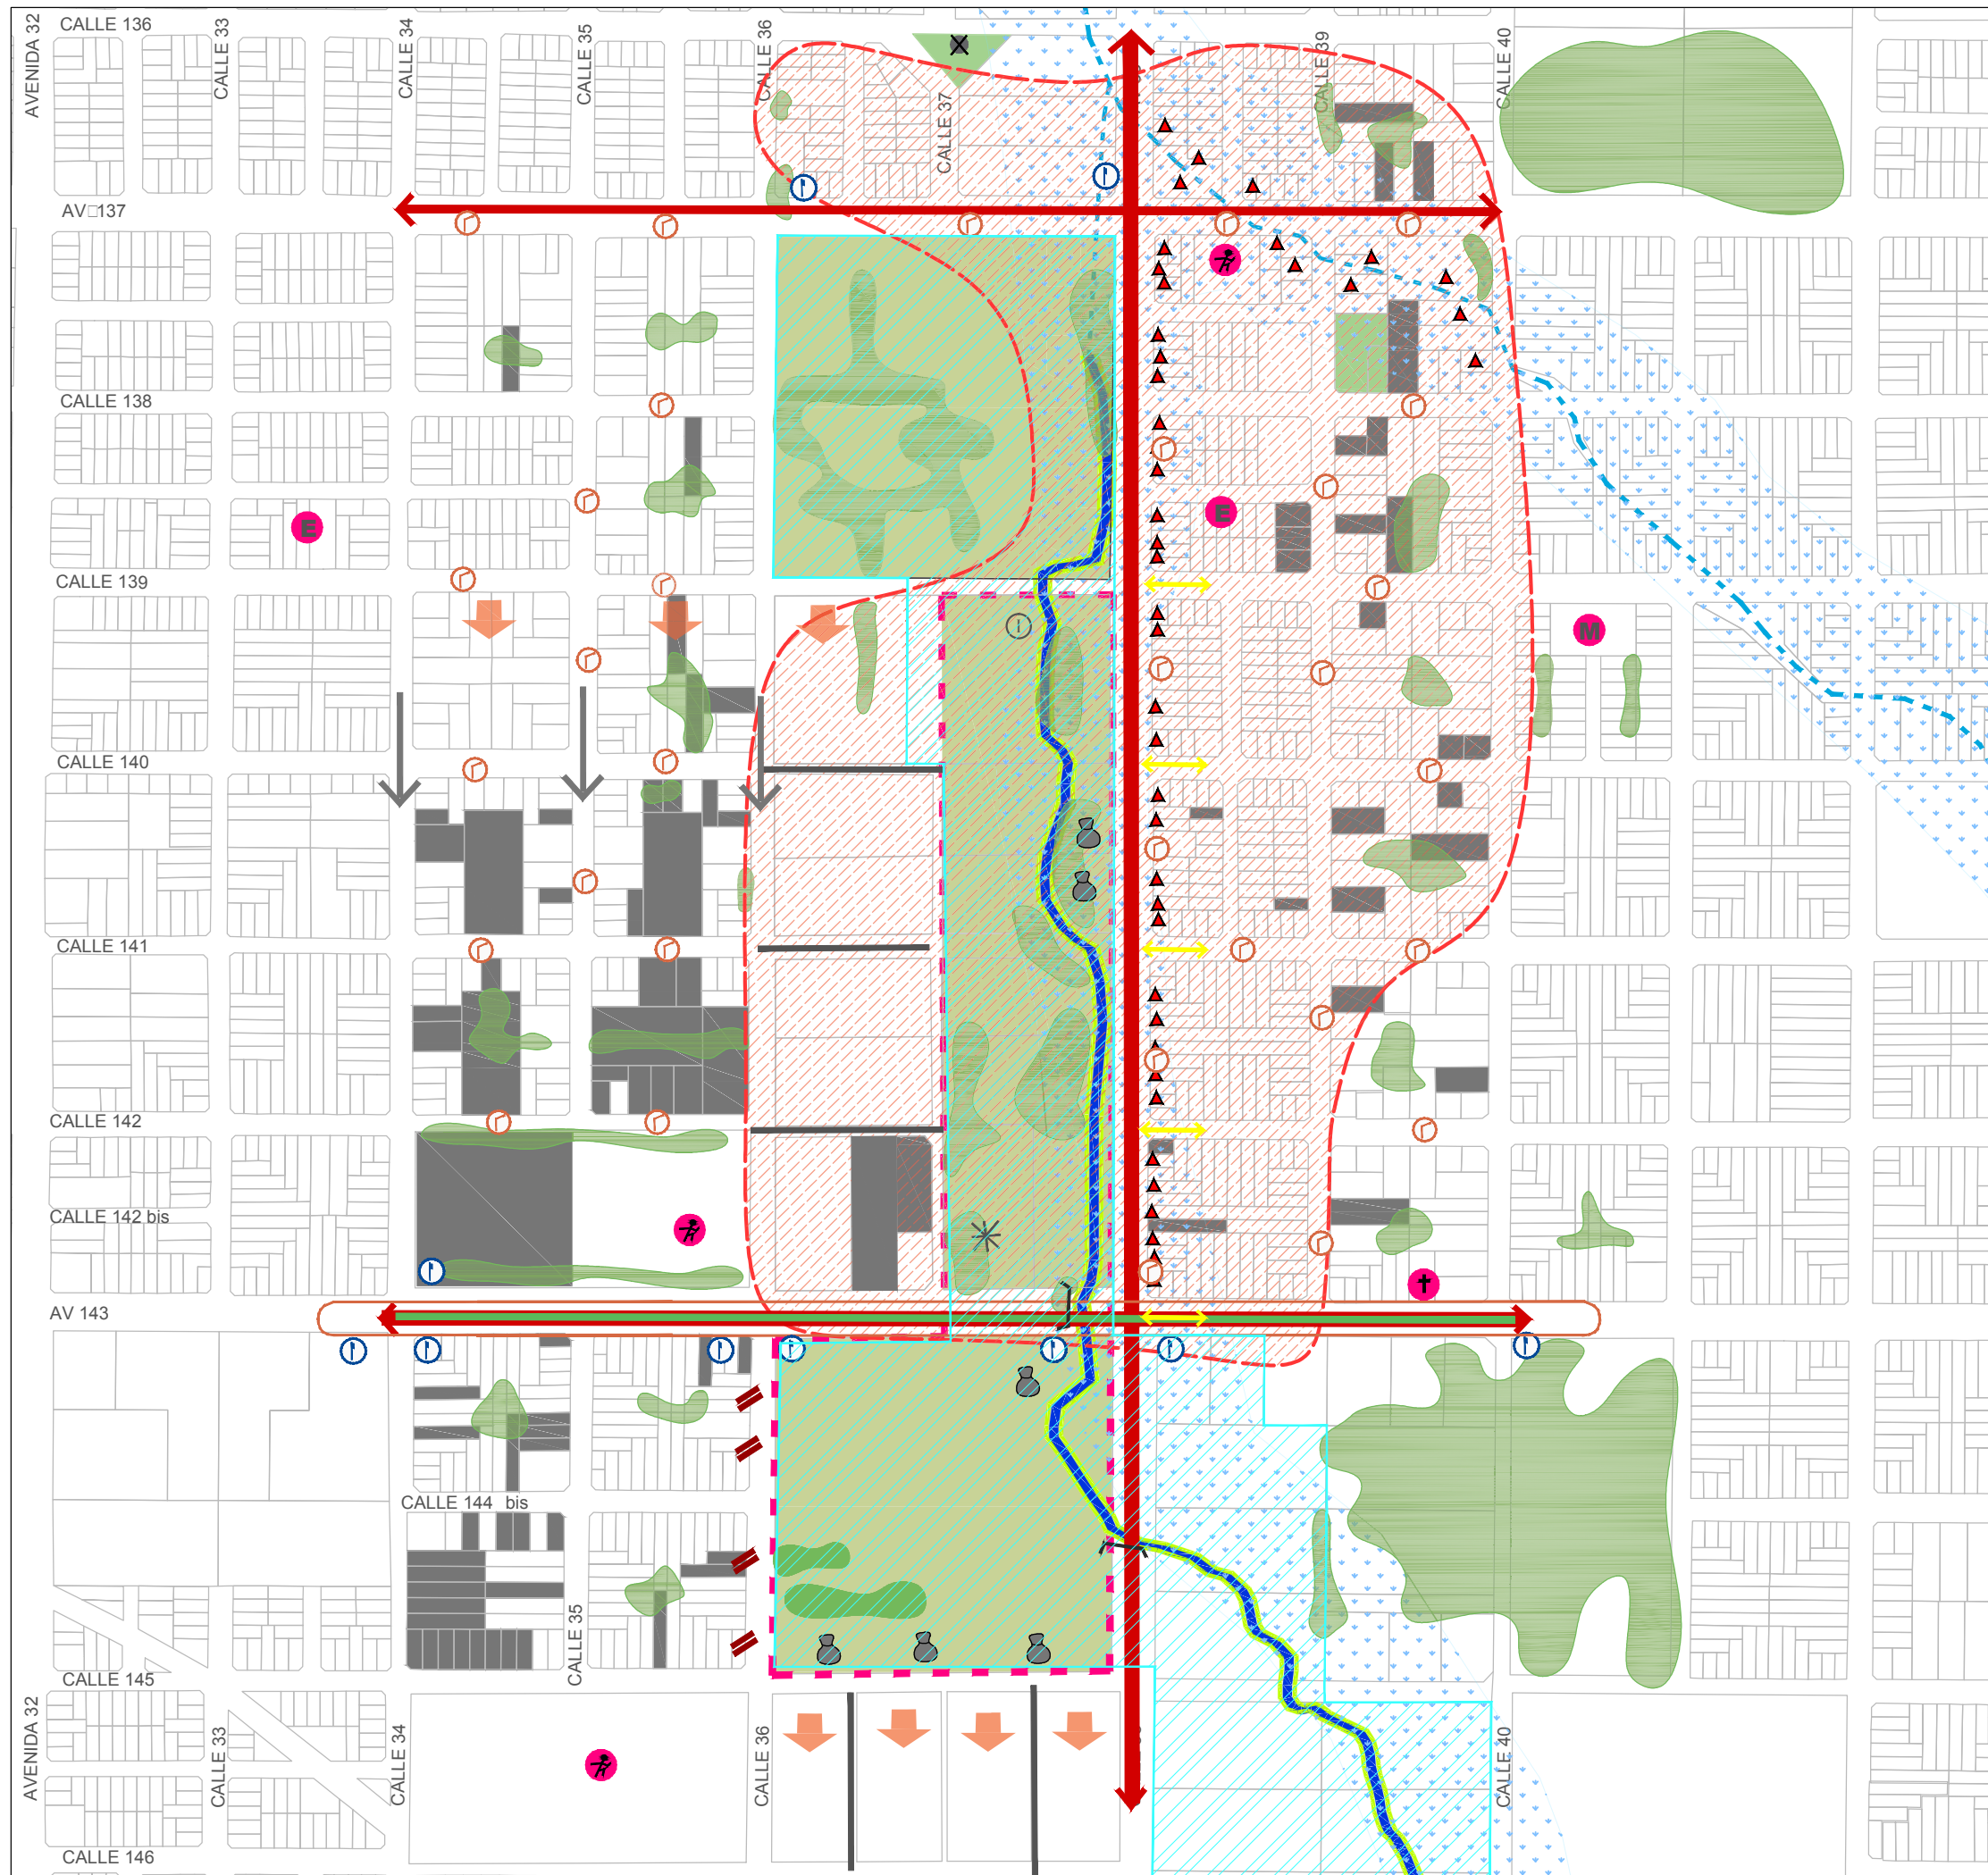 AVENIDA 32
CALLE 136
CALLE 33
CALLE 34
CALLE 35
CALLE 36
CALLE 37
CALLE 39
CALLE 40
AV□137
CALLE 138
E
E
CALLE 139
M
CALLE 140
CALLE 141
CALLE 142
CALLE 142 bis
AV 143
CALLE 144 bis
CALLE 35
CALLE 145
AVENIDA 32
CALLE 33
CALLE 34
CALLE 36
CALLE 40
CALLE 146